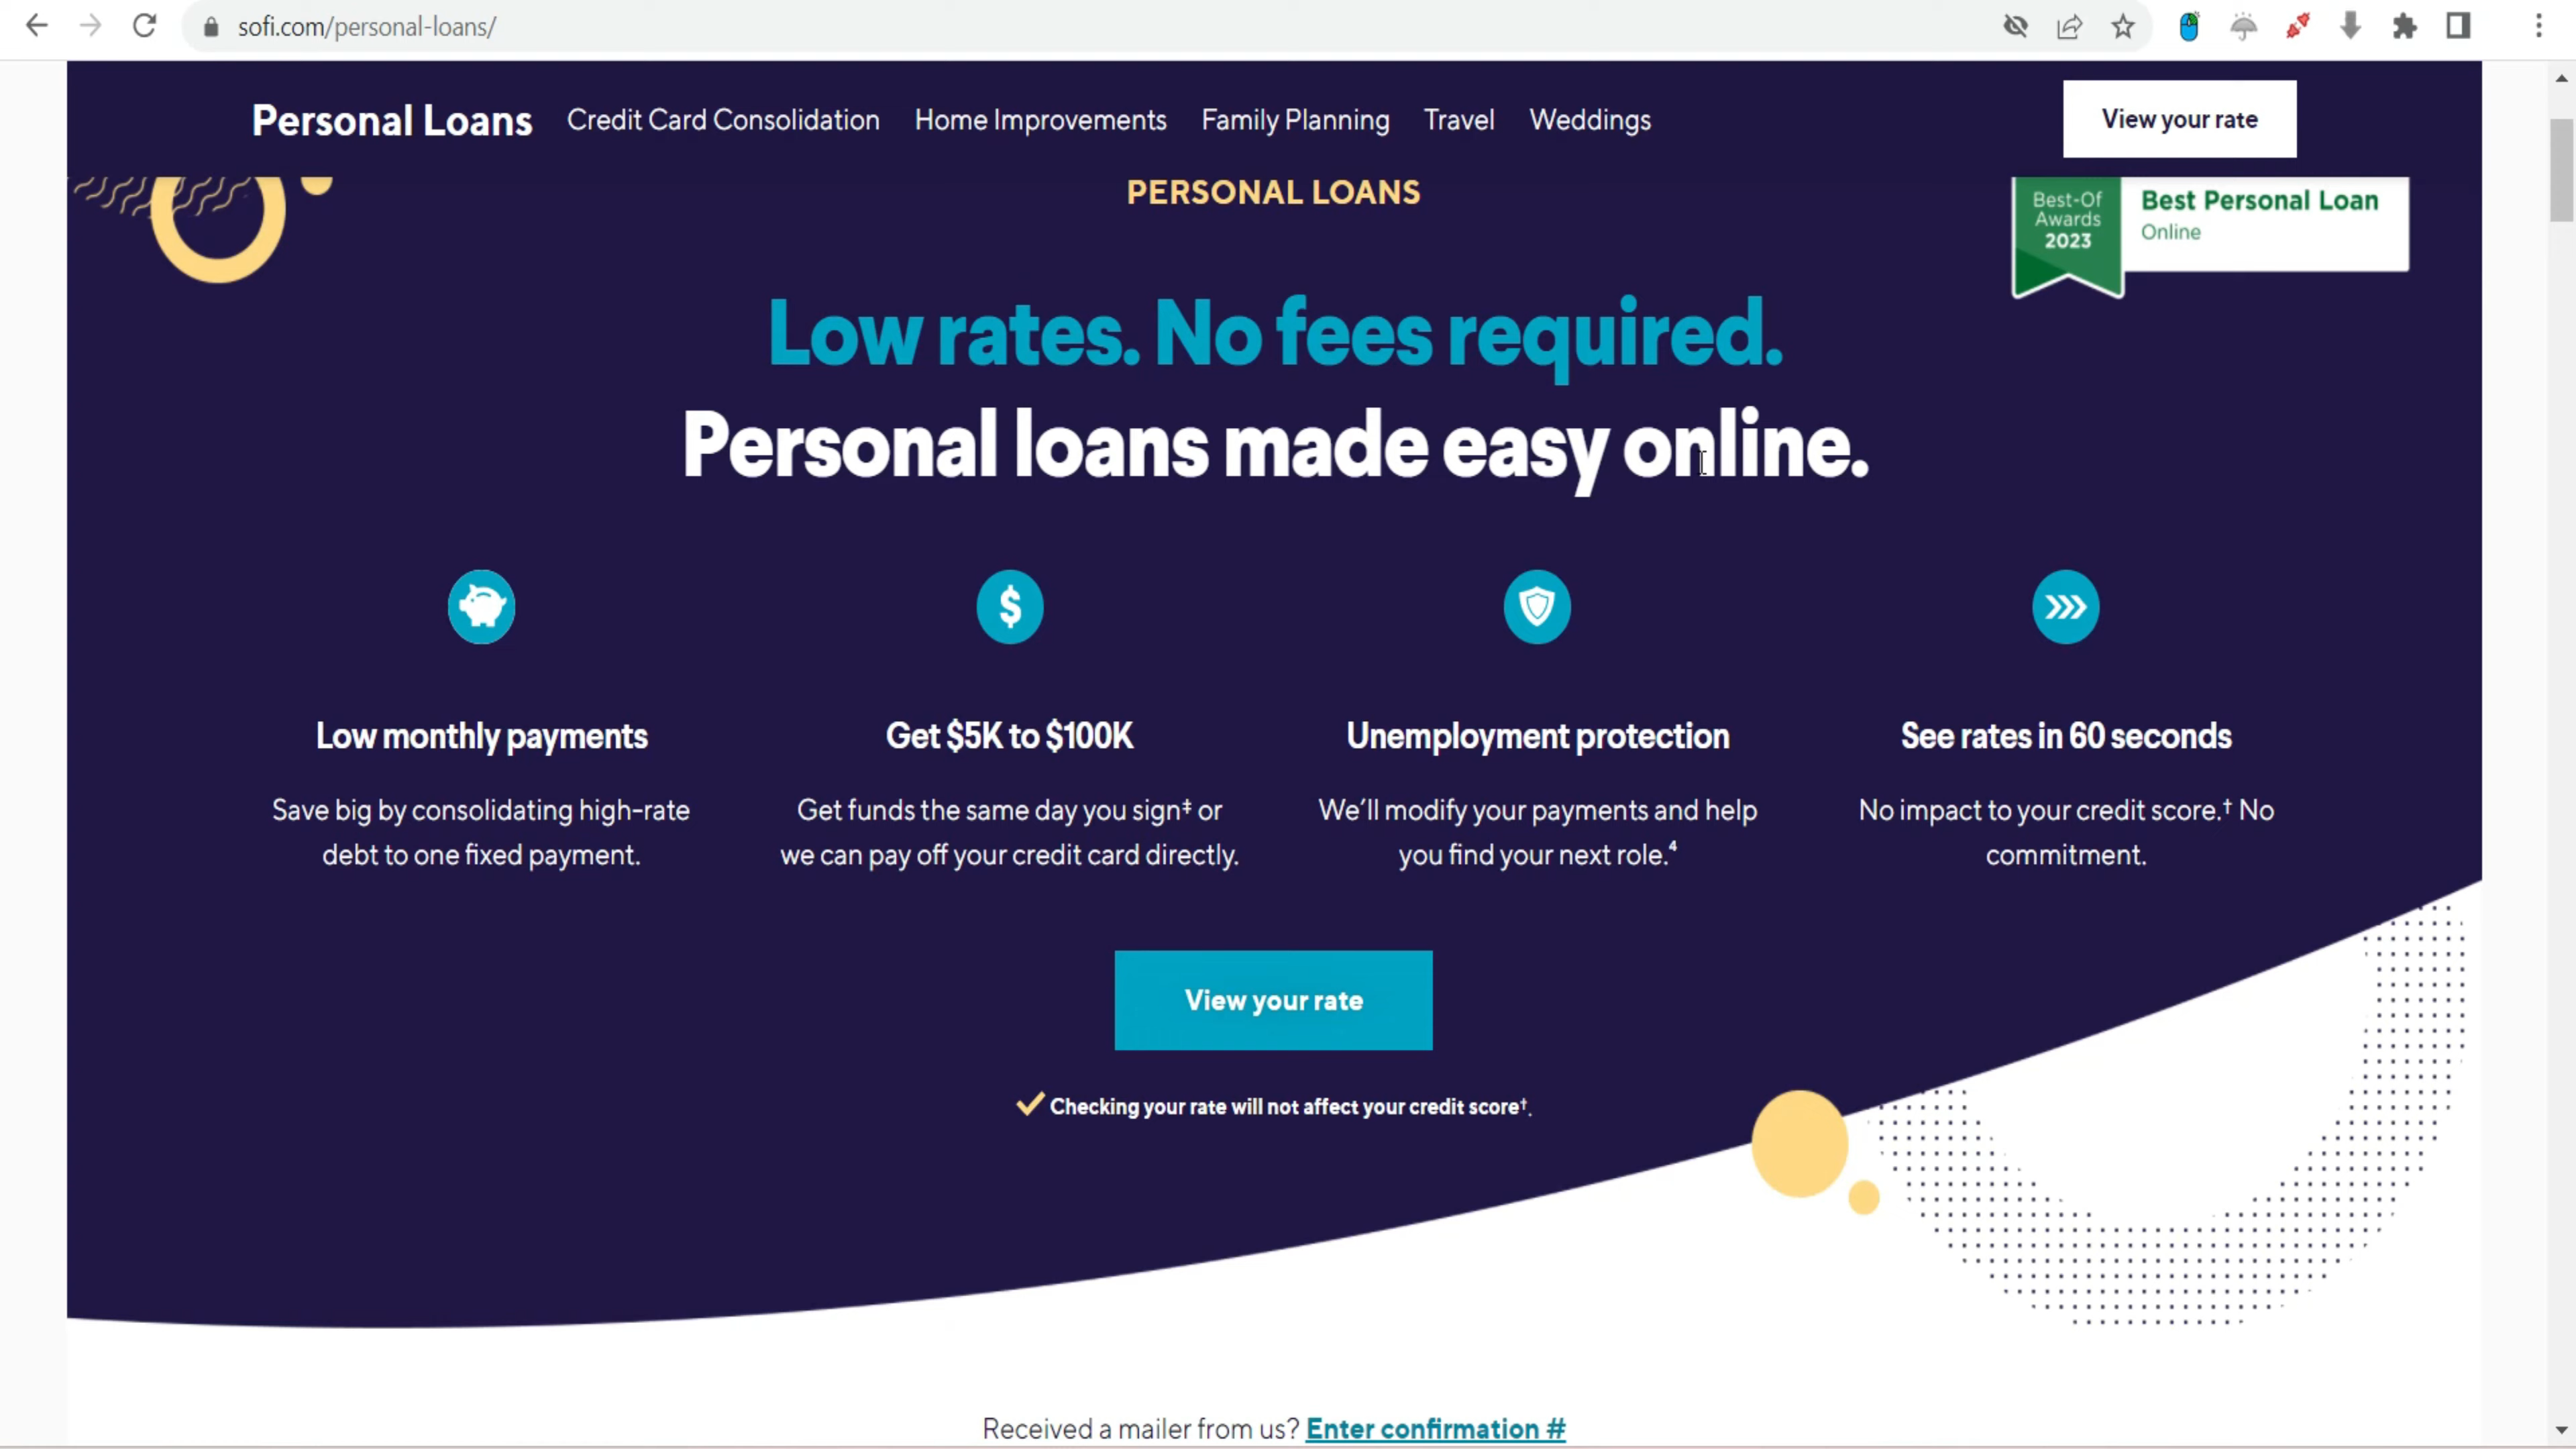 sofi.com/personal-loans/
Personal Loans Credit Card Consolidation Home Improvements Family Planning Travel Weddings View your rate
PERSONAL LOANS
Best-Of
Awards
2023
Best Personal Loan
Online
Low rates. No fees required.
Personal loans made easy online.
$
Low monthly payments
Save big by consolidating high-rate
debt to one fixed payment.
Get $5K to $100K
Get funds the same day you sign‡ or
we can pay off your credit card directly.
Unemployment protection
We’ll modify your payments and help
you find your next role.⁴
See rates in 60 seconds
No impact to your credit score.† No
commitment.
View your rate
Checking your rate will not affect your credit score†.
Received a mailer from us? Enter confirmation #